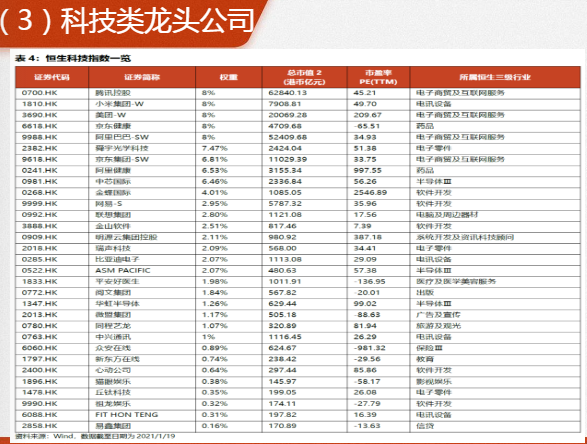 （3）科技类龙头公司
表 4：恒生科技指数一览
证券代码 证券简称 权重 总市值 2（港币亿元） 市盈率 PE(TTM) 所属恒生三级行业
0700.HK 腾讯控股 8% 62840.13 45.21 电子商贸及互联网服务
1810.HK 小米集团-W 8% 7908.81 49.70 电讯设备
3690.HK 美团-W 8% 20069.28 209.67 电子商贸及互联网服务
6618.HK 京东健康 8% 4709.68 -65.51 药品
9988.HK 阿里巴巴-SW 8% 52409.68 34.93 电子商贸及互联网服务
2382.HK 舜宇光学科技 7.47% 2424.04 51.38 电子零件
9618.HK 京东集团-SW 6.81% 11029.39 33.75 电子商贸及互联网服务
0241.HK 阿里健康 6.53% 3155.34 997.55 药品
0981.HK 中芯国际 6.46% 2336.84 56.26 半导体Ⅲ
0268.HK 金蝶国际 4.01% 1085.05 2546.89 软件开发
9999.HK 网易-S 2.95% 5787.32 35.96 软件开发
0992.HK 联想集团 2.80% 1121.08 17.56 电脑及周边器材
3888.HK 金山软件 2.51% 817.46 7.39 软件开发
0909.HK 明源云集团控股 2.11% 980.92 387.18 系统开发及资讯科技顾问
2018.HK 瑞声科技 2.09% 568.00 34.41 电子零件
0285.HK 比亚迪电子 2.07% 1113.08 29.09 电讯设备
0522.HK ASM PACIFIC 2.07% 480.63 57.38 半导体Ⅲ
1833.HK 平安好医生 1.98% 1011.91 -136.95 医疗及医学美容服务
0772.HK 阅文集团 1.84% 567.82 -20.01 出版
1347.HK 华虹半导体 1.26% 629.44 99.02 半导体Ⅲ
2013.HK 微盟集团 1.17% 505.18 -88.63 广告及宣传
0780.HK 同程艺龙 1.07% 320.89 81.94 旅游及观光
0763.HK 中兴通讯 1% 1116.45 26.29 电讯设备
6060.HK 众安在线 0.89% 624.67 -981.32 保险Ⅲ
1797.HK 新东方在线 0.74% 238.42 -29.56 教育
2400.HK 心动公司 0.64% 297.44 85.86 软件开发
1896.HK 猫眼娱乐 0.38% 145.97 -58.17 影视娱乐
1478.HK 丘钛科技 0.35% 199.05 26.08 电子零件
9990.HK 祖龙娱乐 0.32% 174.11 -27.79 软件开发
6088.HK FIT HON TENG 0.31% 197.82 16.39 电讯设备
2858.HK 易鑫集团 0.16% 170.89 -13.63 信贷
资料来源：Wind，数据截至日期为 2021/1/19